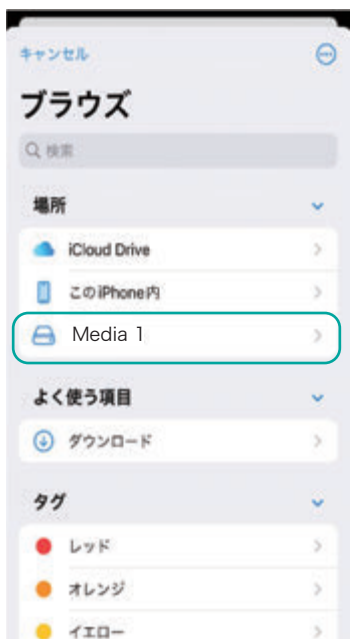 キャンセル
ブラウズ
検索
場所
iCloud Drive
このiPhone内
Media 1
よく使う項目
ダウンロード
タグ
レッド
オレンジ
イエロー